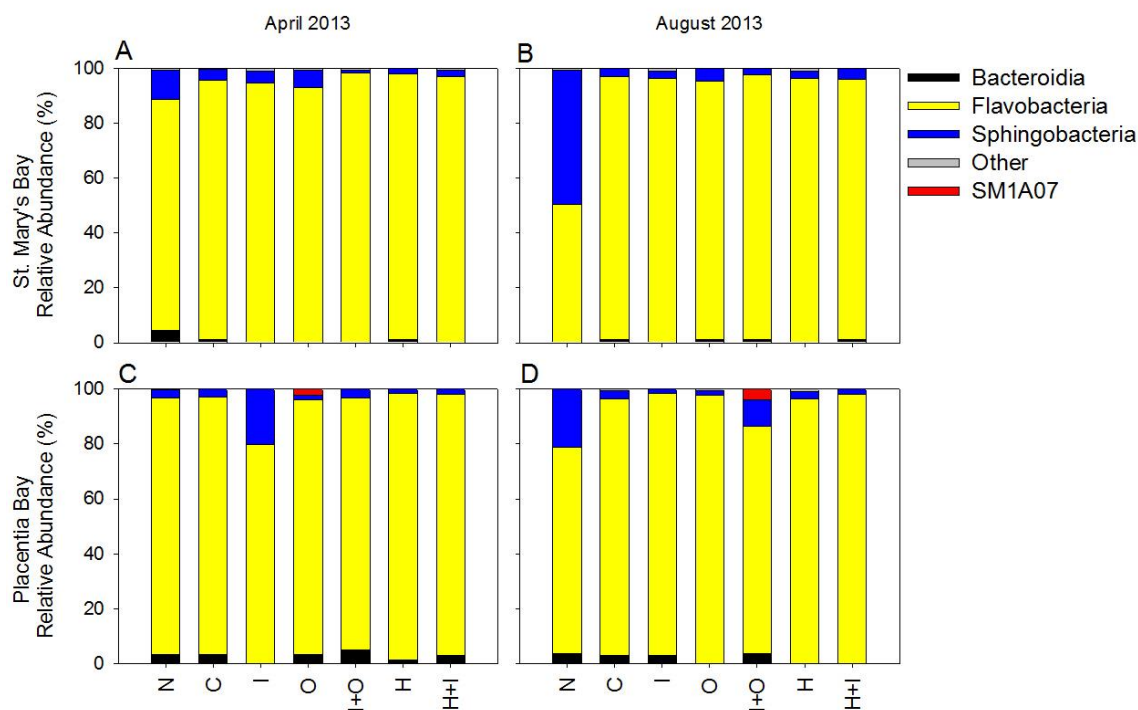 April 2013
August 2013
A
B
St. Mary's Bay
Relative Abundance (%)
100
80
60
40
20
0
Bacteroidia
Flavobacteria
Sphingobacteria
Other
SM1A07
C
D
Placentia Bay
Relative Abundance (%)
100
80
60
40
20
0
N
C
I
O
I+O
H
H+I
N
C
I
O
I+O
H
H+I